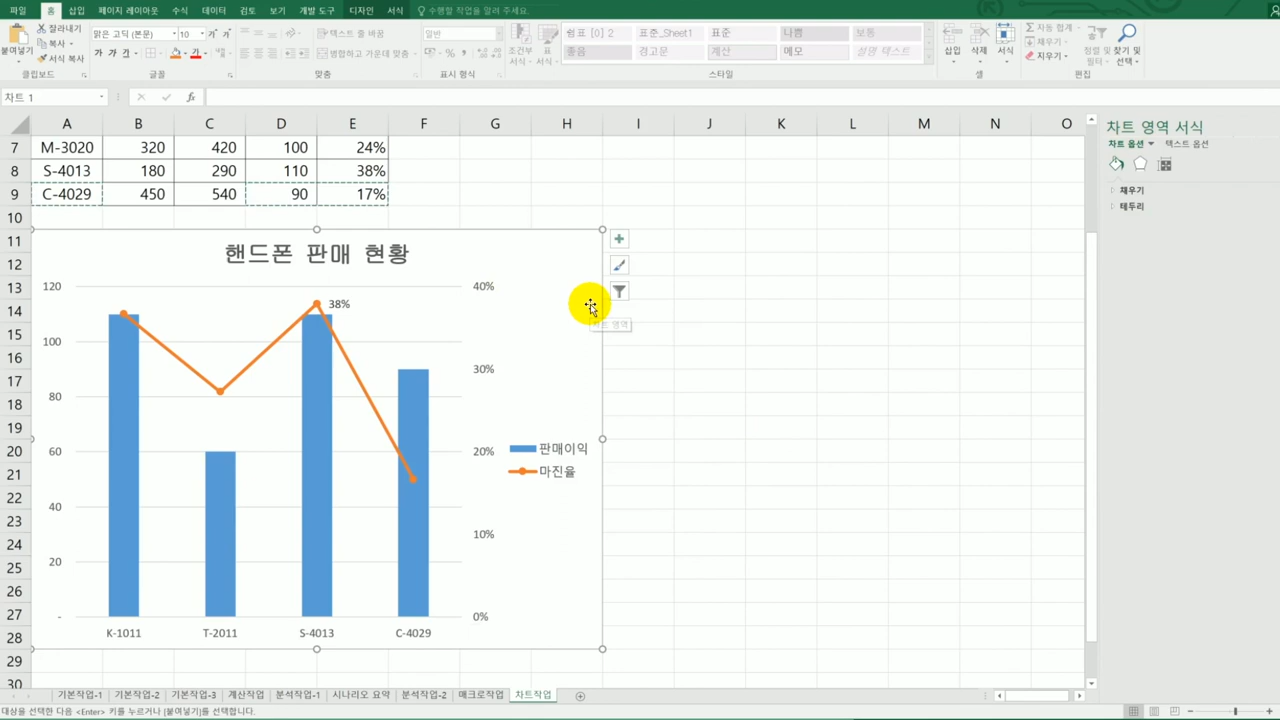 파일 홈 삽입 페이지 레이아웃 수식 데이터 검토 보기 개발 도구 디자인 서식 수행할 작업을 알려 주세요.
붙여넣기 잘라내기 복사 서식 복사
맑은 고딕 (본문) 10 텍스트 줄 바꿈 일반 조건부 서식 표 서식
쉼표 [0] 2 표준_Sheet1 표준 나쁨 보통
가 가 가 병합하고 가운데 맞춤 % 좋음 경고문 계산 메모 설명 텍스트
삽입 삭제 서식 자동 합계 채우기 지우기 정렬 및 필터 찾기 및 선택
클립보드 글꼴 맞춤 표시 형식 스타일 셀 편집
차트 1 fx
A B C D E F G H I J K L M N O
7 M-3020 320 420 100 24%
8 S-4013 180 290 110 38%
9 C-4029 450 540 90 17%
10
11
12
13
14
15
16
17
18
19
20
21
22
23
24
25
26
27
28
29
30
핸드폰 판매 현황
120 40%
38%
100
30%
80
60 20%
판매이익
마진율
40
10%
20
- 0%
K-1011 T-2011 S-4013 C-4029
차트 영역
차트 영역 서식
차트 옵션 텍스트 옵션
채우기
테두리
기본작업-1 기본작업-2 기본작업-3 계산작업 분석작업-1 시나리오 요약 분석작업-2 매크로작업 차트작업
대상을 선택한 다음 <Enter> 키를 누르거나 [붙여넣기]를 선택합니다.